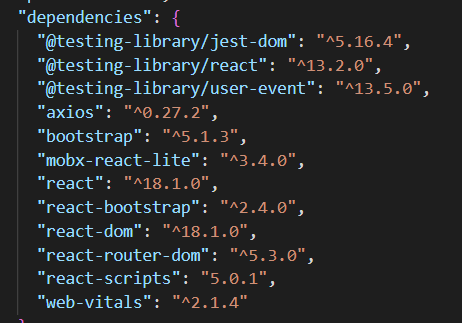 "dependencies": {
"@testing-library/jest-dom": "^5.16.4",
"@testing-library/react": "^13.2.0",
"@testing-library/user-event": "^13.5.0",
"axios": "^0.27.2",
"bootstrap": "^5.1.3",
"mobx-react-lite": "^3.4.0",
"react": "^18.1.0",
"react-bootstrap": "^2.4.0",
"react-dom": "^18.1.0",
"react-router-dom": "^5.3.0",
"react-scripts": "5.0.1",
"web-vitals": "^2.1.4"